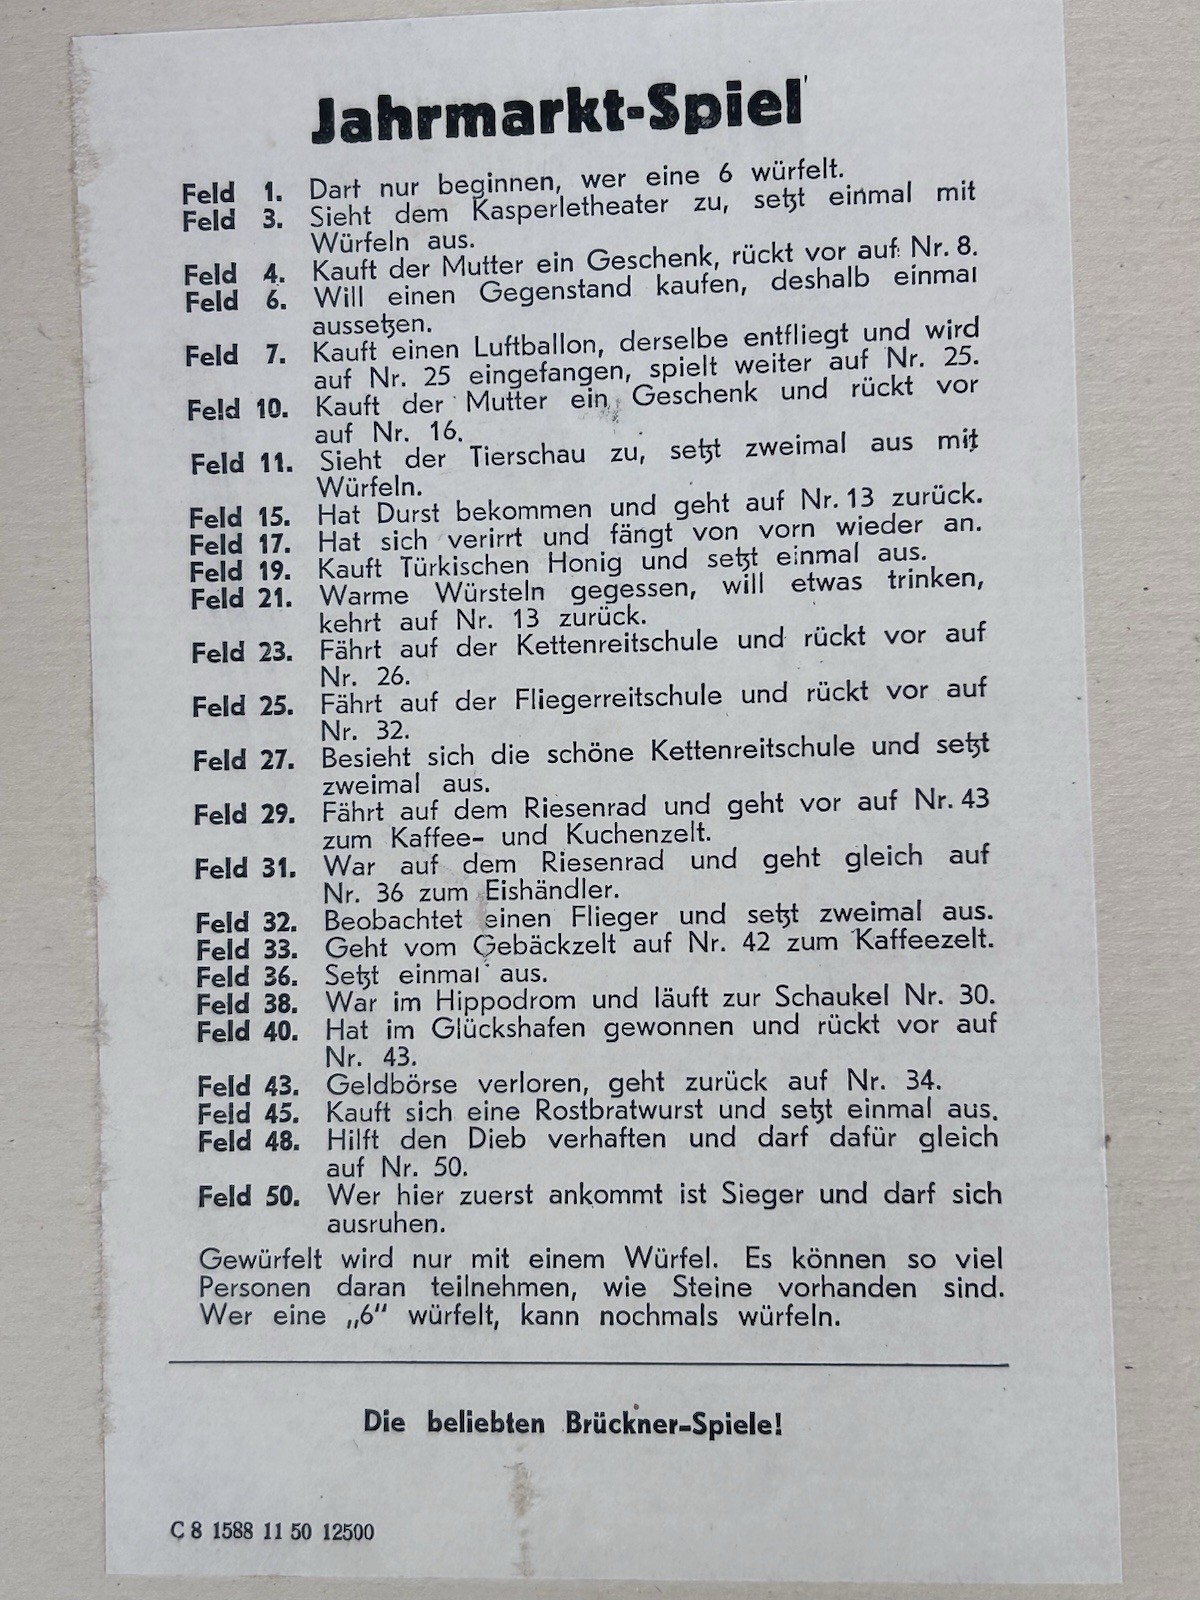 Jahrmarkt-Spiel
Feld 1. Darf nur beginnen, wer eine 6 würfelt.
Feld 3. Sieht dem Kasperletheater zu, setzt einmal mit
Würfeln aus.
Feld 4. Kauft der Mutter ein Geschenk, rückt vor auf Nr. 8.
Feld 6. Will einen Gegenstand kaufen, deshalb einmal
aussetzen.
Feld 7. Kauft einen Luftballon, derselbe entfliegt und wird
auf Nr. 25 eingefangen, spielt weiter auf Nr. 25.
Feld 10. Kauft der Mutter ein Geschenk und rückt vor
auf Nr. 16.
Feld 11. Sieht der Tierschau zu, setzt zweimal aus mit
Würfeln.
Feld 15. Hat Durst bekommen und geht auf Nr. 13 zurück.
Feld 17. Hat sich verirrt und fängt von vorn wieder an.
Feld 19. Kauft Türkischen Honig und setzt einmal aus.
Feld 21. Warme Würsteln gegessen, will etwas trinken,
kehrt auf Nr. 13 zurück.
Feld 23. Fährt auf der Kettenreitschule und rückt vor auf
Nr. 26.
Feld 25. Fährt auf der Fliegerreitschule und rückt vor auf
Nr. 32.
Feld 27. Besieht sich die schöne Kettenreitschule und setzt
zweimal aus.
Feld 29. Fährt auf dem Riesenrad und geht vor auf Nr. 43
zum Kaffee- und Kuchenzelt.
Feld 31. War auf dem Riesenrad und geht gleich auf
Nr. 36 zum Eishändler.
Feld 32. Beobachtet einen Flieger und setzt zweimal aus.
Feld 33. Geht vom Gebäckzelt auf Nr. 42 zum Kaffeezelt.
Feld 36. Setzt einmal aus.
Feld 38. War im Hippodrom und läuft zur Schaukel Nr. 30.
Feld 40. Hat im Glückshafen gewonnen und rückt vor auf
Nr. 43.
Feld 43. Geldbörse verloren, geht zurück auf Nr. 34.
Feld 45. Kauft sich eine Rostbratwurst und setzt einmal aus.
Feld 48. Hilft den Dieb verhaften und darf dafür gleich
auf Nr. 50.
Feld 50. Wer hier zuerst ankommt ist Sieger und darf sich
ausruhen.
Gewürfelt wird nur mit einem Würfel. Es können so viel
Personen daran teilnehmen, wie Steine vorhanden sind.
Wer eine „6“ würfelt, kann nochmals würfeln.
Die beliebten Brückner-Spiele!
C 8 1588 11 50 12500